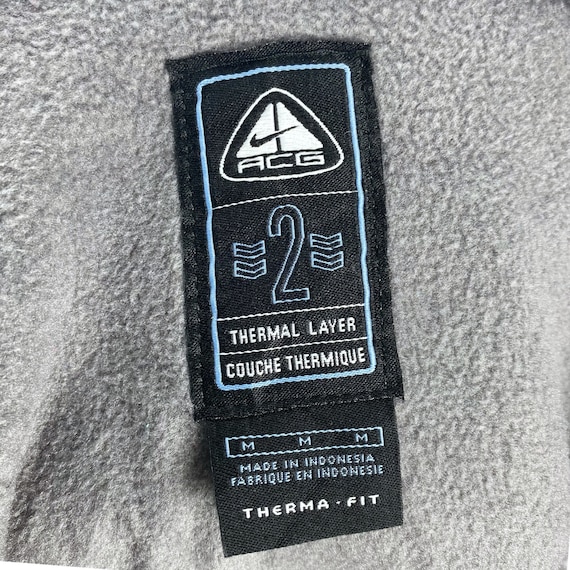 ACG
2
THERMAL LAYER
COUCHE THERMIQUE
M M M
MADE IN INDONESIA
FABRIQUE EN INDONESIE
THERMA-FIT